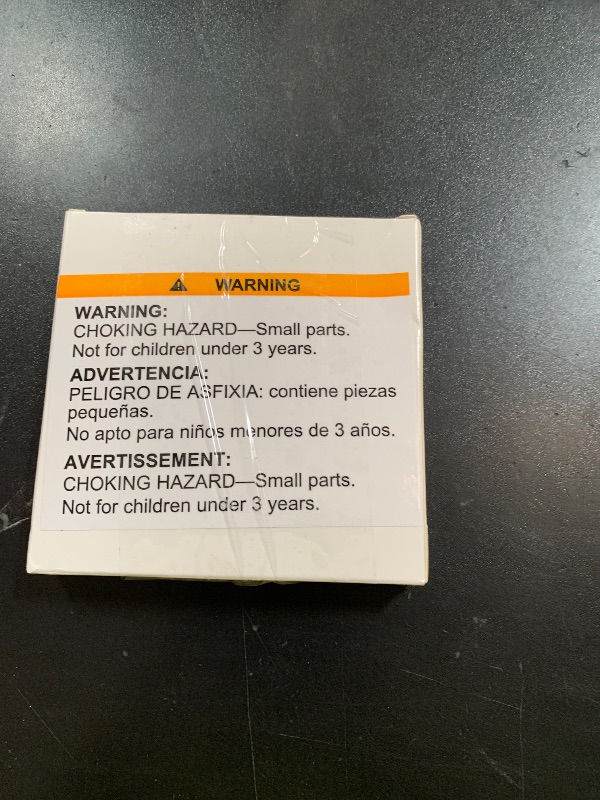 WARNING
WARNING:
CHOKING HAZARD—Small parts.
Not for children under 3 years.
ADVERTENCIA:
PELIGRO DE ASFIXIA: contiene piezas
pequeñas.
No apto para niños menores de 3 años.
AVERTISSEMENT:
CHOKING HAZARD—Small parts.
Not for children under 3 years.